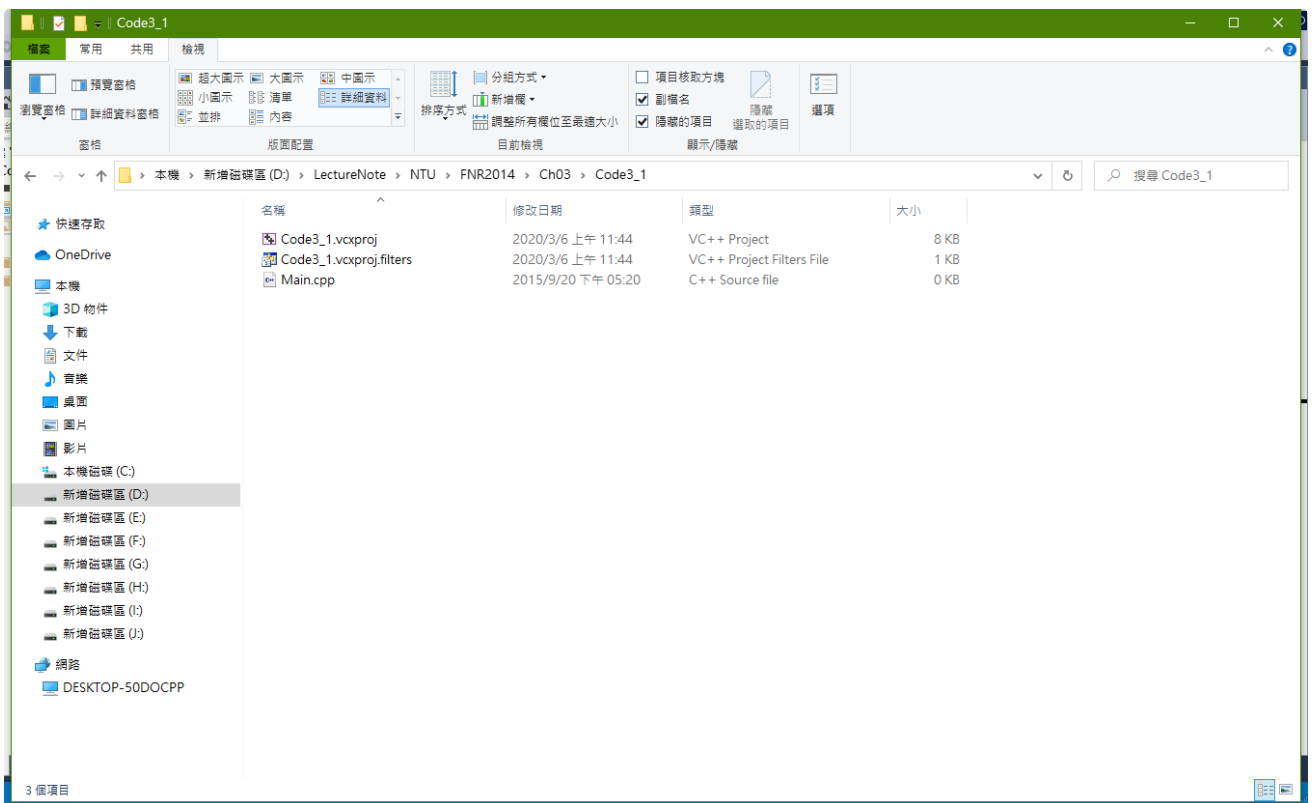 Code3_1
檔案 常用 共用 檢視
瀏覽窗格 預覽窗格 詳細資料窗格
超大圖示 大圖示 中圖示
小圖示 清單 詳細資料
並排 內容
排序方式 分組方式 新增欄 調整所有欄位至最適大小
項目核取方塊
副檔名
隱藏的項目
隱藏 選取的項目
選項
窗格 版面配置 目前檢視 顯示/隱藏
本機 › 新增磁碟區 (D:) › LectureNote › NTU › FNR2014 › Ch03 › Code3_1
搜尋 Code3_1
名稱 修改日期 類型 大小
Code3_1.vcxproj 2020/3/6 上午 11:44 VC++ Project 8 KB
Code3_1.vcxproj.filters 2020/3/6 上午 11:44 VC++ Project Filters File 1 KB
Main.cpp 2015/9/20 下午 05:20 C++ Source file 0 KB
快速存取
OneDrive
本機
3D 物件
下載
文件
音樂
桌面
圖片
影片
本機磁碟 (C:)
新增磁碟區 (D:)
新增磁碟區 (E:)
新增磁碟區 (F:)
新增磁碟區 (G:)
新增磁碟區 (H:)
新增磁碟區 (I:)
新增磁碟區 (J:)
網路
DESKTOP-50DOCPP
3 個項目